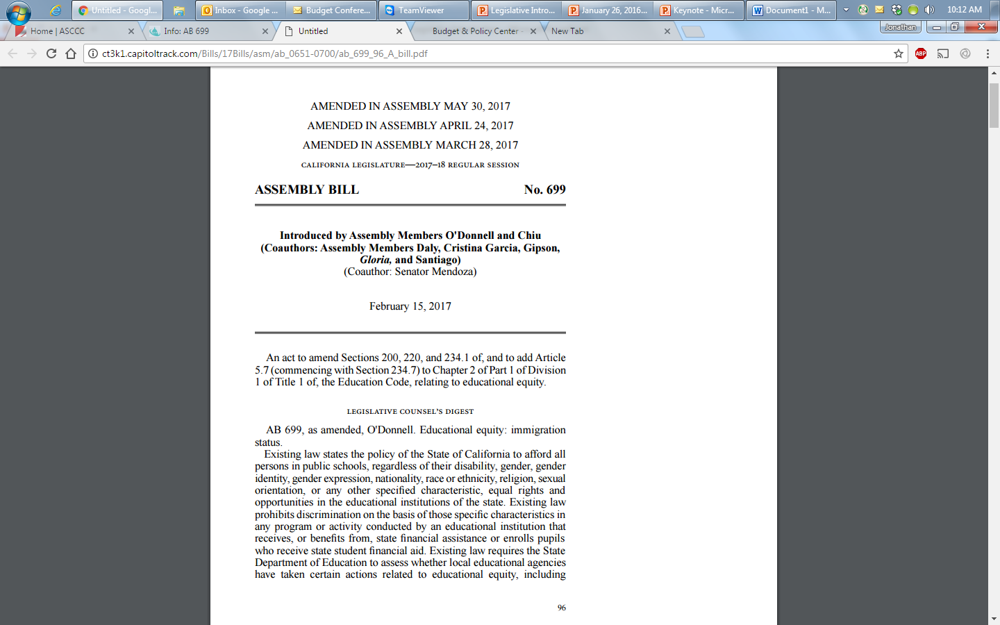 Untitled - Googl...
Inbox - Google ...
Budget Confere...
TeamViewer
Legislative Intro...
January 26, 2016...
Keynote - Micr...
Document1 - M...
10:12 AM
Home | ASCCC
Info: AB 699
Untitled
Budget & Policy Center -
New Tab
Jonathan
ct3k1.capitoltrack.com/Bills/17Bills/asm/ab_0651-0700/ab_699_96_A_bill.pdf
ABP
AMENDED IN ASSEMBLY MAY 30, 2017
AMENDED IN ASSEMBLY APRIL 24, 2017
AMENDED IN ASSEMBLY MARCH 28, 2017
CALIFORNIA LEGISLATURE—2017–18 REGULAR SESSION
ASSEMBLY BILL No. 699
Introduced by Assembly Members O'Donnell and Chiu
(Coauthors: Assembly Members Daly, Cristina Garcia, Gipson,
Gloria, and Santiago)
(Coauthor: Senator Mendoza)
February 15, 2017
An act to amend Sections 200, 220, and 234.1 of, and to add Article
5.7 (commencing with Section 234.7) to Chapter 2 of Part 1 of Division
1 of Title 1 of, the Education Code, relating to educational equity.
LEGISLATIVE COUNSEL'S DIGEST
AB 699, as amended, O'Donnell. Educational equity: immigration
status.
Existing law states the policy of the State of California to afford all
persons in public schools, regardless of their disability, gender, gender
identity, gender expression, nationality, race or ethnicity, religion, sexual
orientation, or any other specified characteristic, equal rights and
opportunities in the educational institutions of the state. Existing law
prohibits discrimination on the basis of those specific characteristics in
any program or activity conducted by an educational institution that
receives, or benefits from, state financial assistance or enrolls pupils
who receive state student financial aid. Existing law requires the State
Department of Education to assess whether local educational agencies
have taken certain actions related to educational equity, including
96